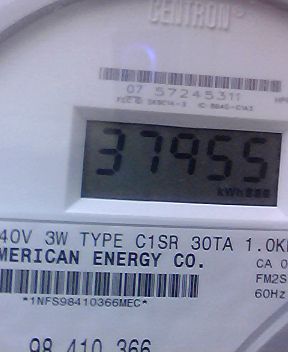 CENTRON
07 57245311
37955
kWh 888
40V 3W TYPE C1SR 30TA 1.0K
MERICAN ENERGY CO.
CA 0
FM2S
60Hz
*1NFS98410366MEC*
98 410 366